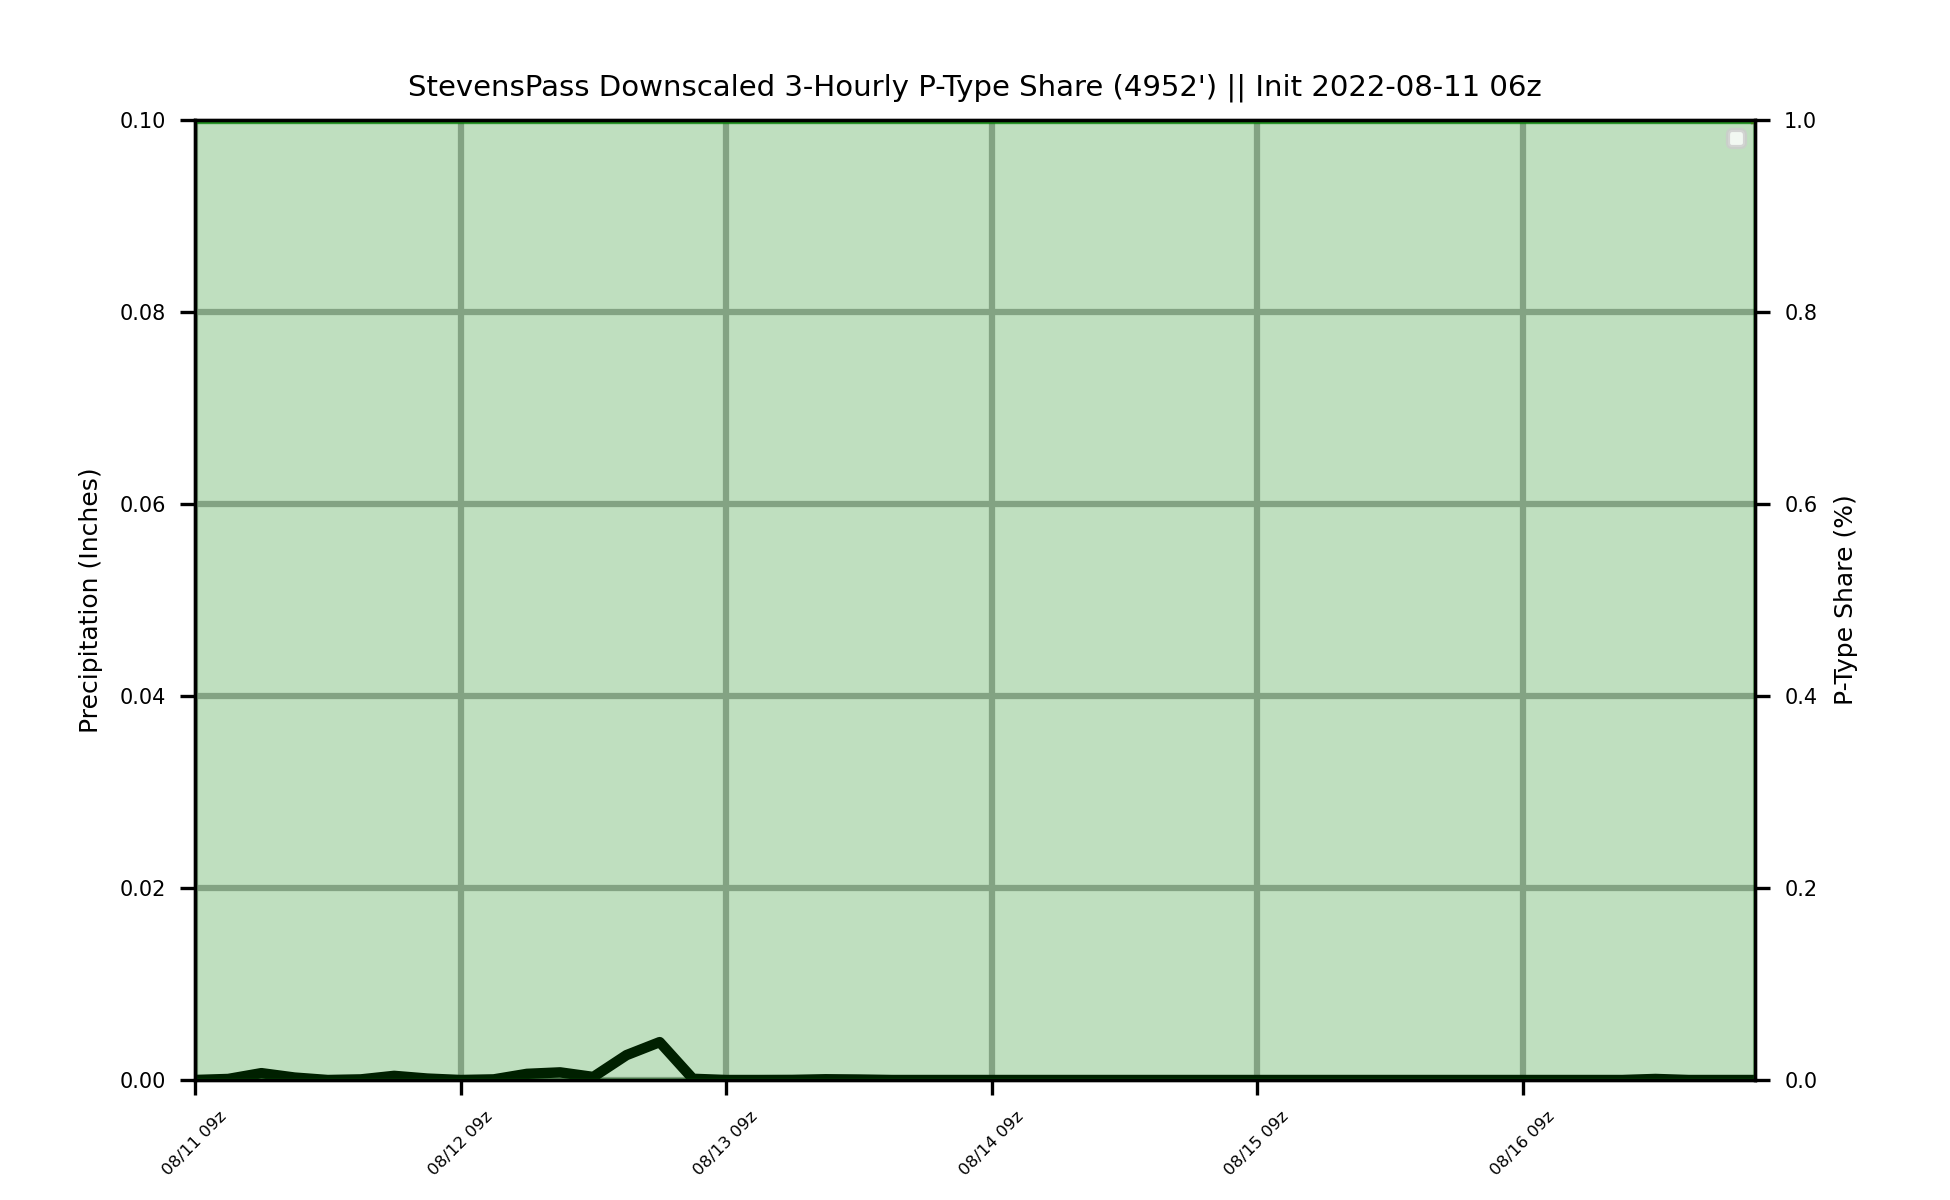 StevensPass Downscaled 3-Hourly P-Type Share (4952') || Init 2022-08-11 06z
Precipitation (Inches)
0.10
0.08
0.06
0.04
0.02
0.00
1.0
0.8
0.6
0.4
0.2
0.0
P-Type Share (%)
08/11 09z
08/12 09z
08/13 09z
08/14 09z
08/15 09z
08/16 09z